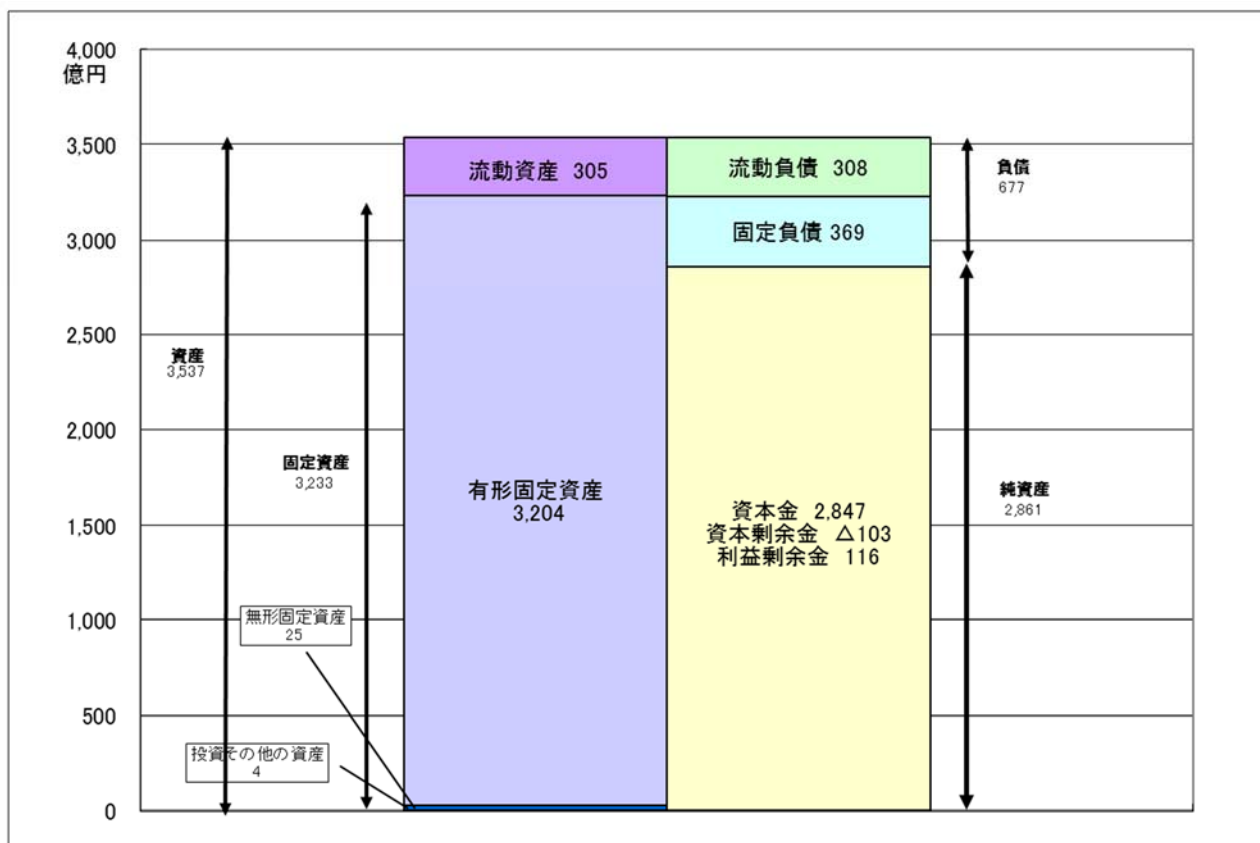 4,000
億円
3,500
3,000
2,500
2,000
1,500
1,000
500
0
資産
3,537
固定資産
3,233
無形固定資産
25
投資その他の資産
4
流動資産 305
有形固定資産
3,204
流動負債 308
固定負債 369
資本金 2,847
資本剰余金 △103
利益剰余金 116
負債
677
純資産
2,861